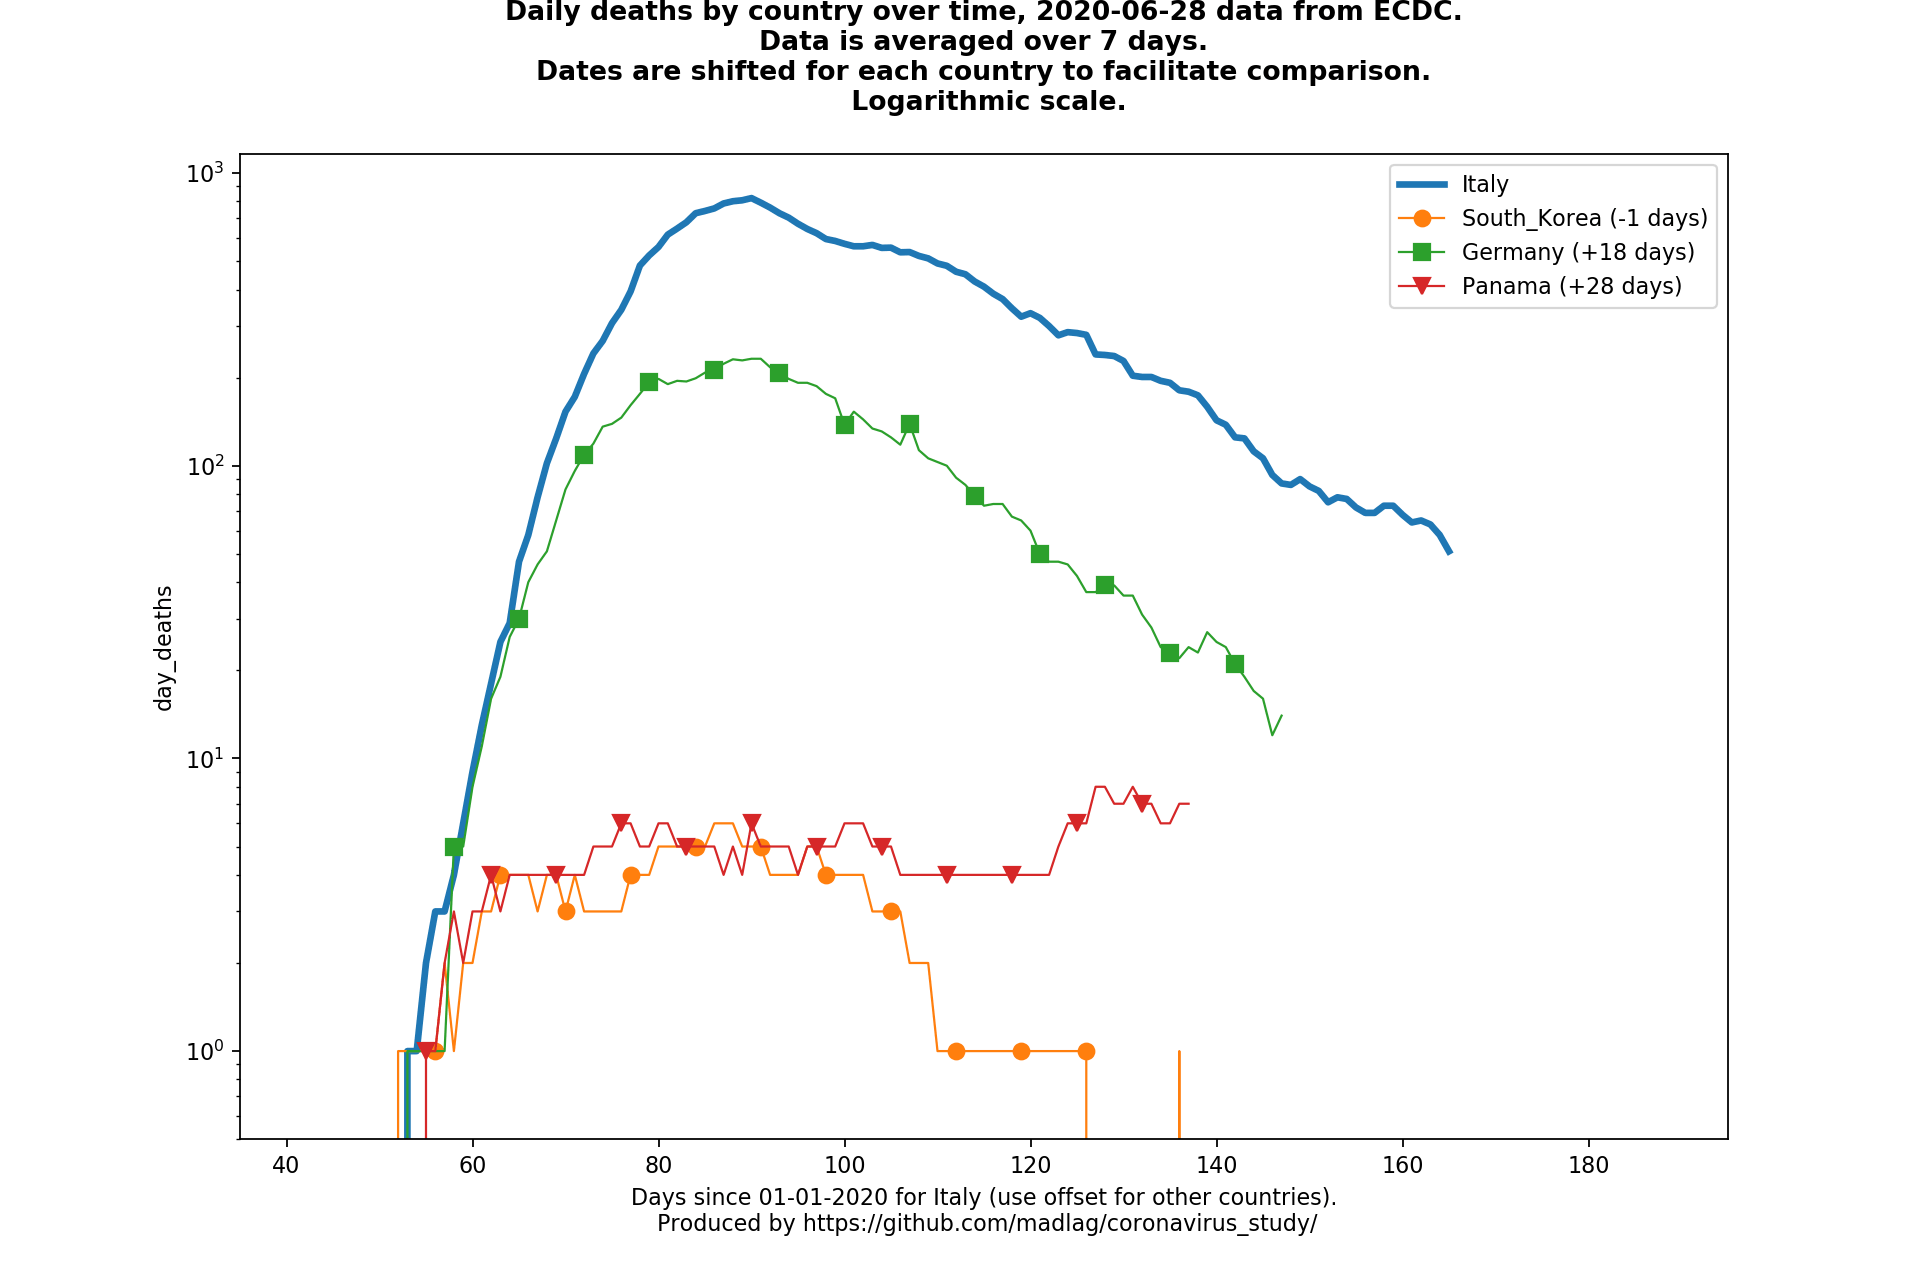 Daily deaths by country over time, 2020-06-28 data from ECDC.
Data is averaged over 7 days.
Dates are shifted for each country to facilitate comparison.
Logarithmic scale.
10³
10²
10¹
10⁰
day_deaths
Italy
South_Korea (-1 days)
Germany (+18 days)
Panama (+28 days)
40 60 80 100 120 140 160 180
Days since 01-01-2020 for Italy (use offset for other countries).
Produced by https://github.com/madlag/coronavirus_study/